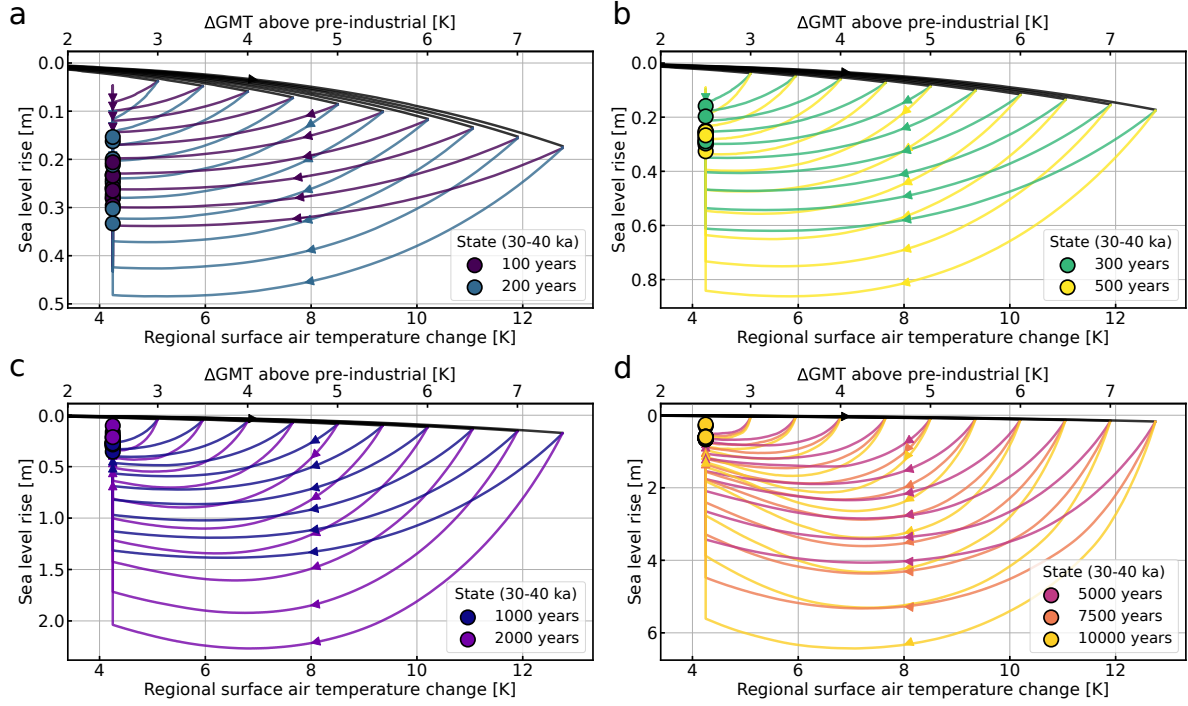 a
ΔGMT above pre-industrial [K]
2 3 4 5 6 7
0.0
0.1
0.2
0.3
0.4
0.5
Sea level rise [m]
State (30-40 ka)
100 years
200 years
4 6 8 10 12
Regional surface air temperature change [K]
b
ΔGMT above pre-industrial [K]
2 3 4 5 6 7
0.0
0.2
0.4
0.6
0.8
Sea level rise [m]
State (30-40 ka)
300 years
500 years
4 6 8 10 12
Regional surface air temperature change [K]
c
ΔGMT above pre-industrial [K]
2 3 4 5 6 7
0.0
0.5
1.0
1.5
2.0
Sea level rise [m]
State (30-40 ka)
1000 years
2000 years
4 6 8 10 12
Regional surface air temperature change [K]
d
ΔGMT above pre-industrial [K]
2 3 4 5 6 7
0
2
4
6
Sea level rise [m]
State (30-40 ka)
5000 years
7500 years
10000 years
4 6 8 10 12
Regional surface air temperature change [K]